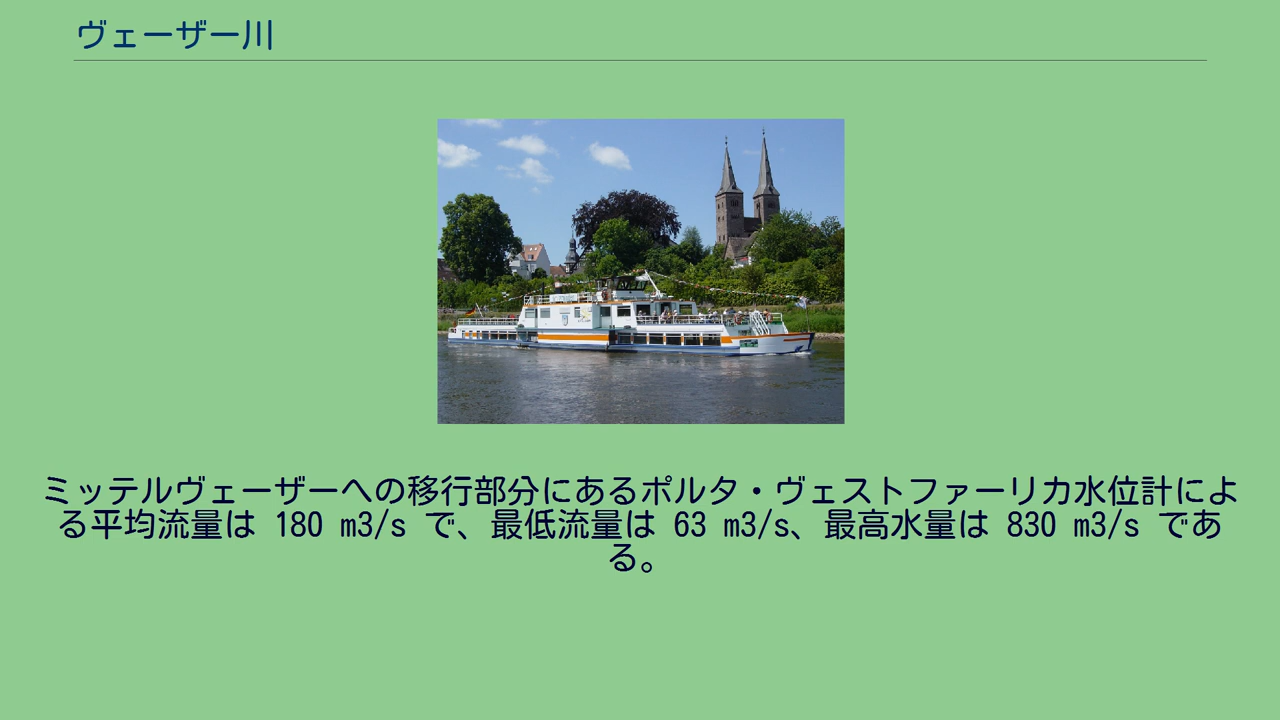 ヴェーザー川
ミッテルヴェーザーへの移行部分にあるポルタ・ヴェストファーリカ水位計によ
る平均流量は 180 m3/s で、最低流量は 63 m3/s、最高水量は 830 m3/s であ
る。